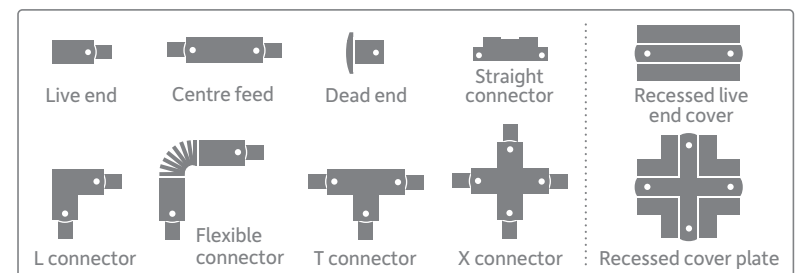 Live end
Centre feed
Dead end
Straight
connector
Recessed live
end cover
L connector
Flexible
connector
T connector
X connector
Recessed cover plate